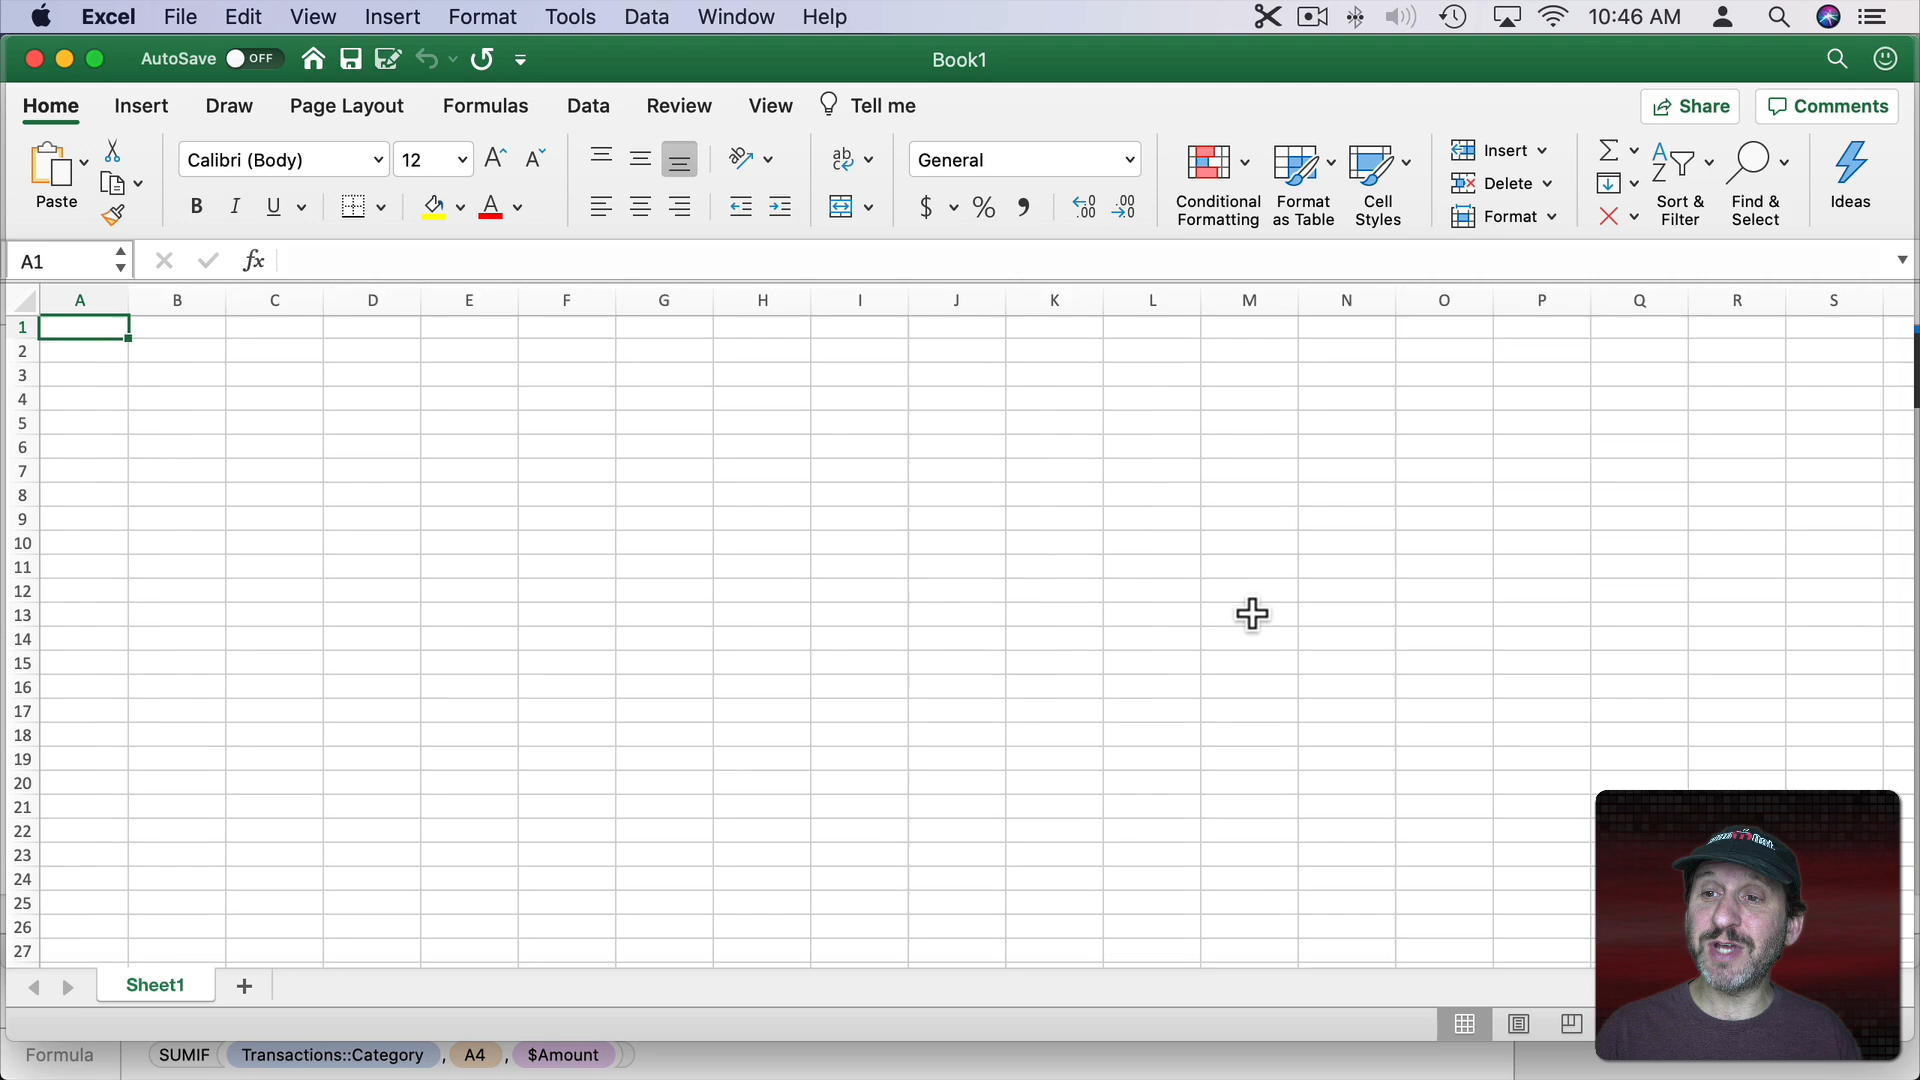 Excel File Edit View Insert Format Tools Data Window Help 10:46 AM
AutoSave OFF Book1
Home Insert Draw Page Layout Formulas Data Review View Tell me Share Comments
Paste
Calibri (Body) 12
B I U A
ab
c
General
$ % 9
Conditional Formatting
Format as Table
Cell Styles
Insert
Delete
Format
Sort & Filter
Find & Select
Ideas
A1 fx
A B C D E F G H I J K L M N O P Q R S
1
2
3
4
5
6
7
8
9
10
11
12
13
14
15
16
17
18
19
20
21
22
23
24
25
26
27
Sheet1 +
Formula SUMIF ( Transactions::Category , A4 , $Amount )